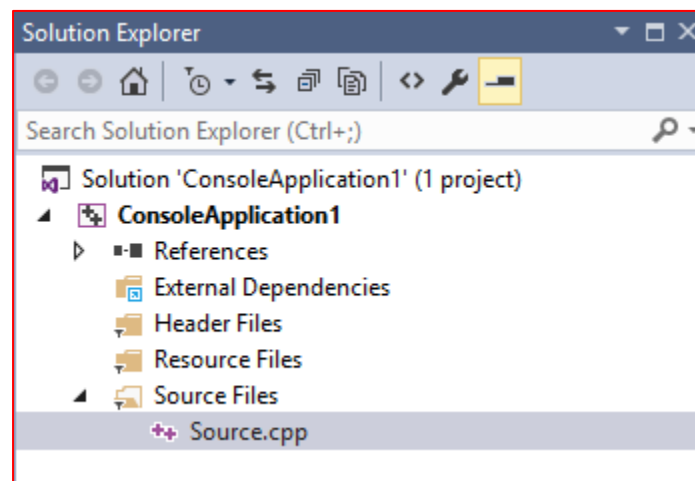 Solution Explorer
Search Solution Explorer (Ctrl+;)
Solution 'ConsoleApplication1' (1 project)
ConsoleApplication1
References
External Dependencies
Header Files
Resource Files
Source Files
Source.cpp